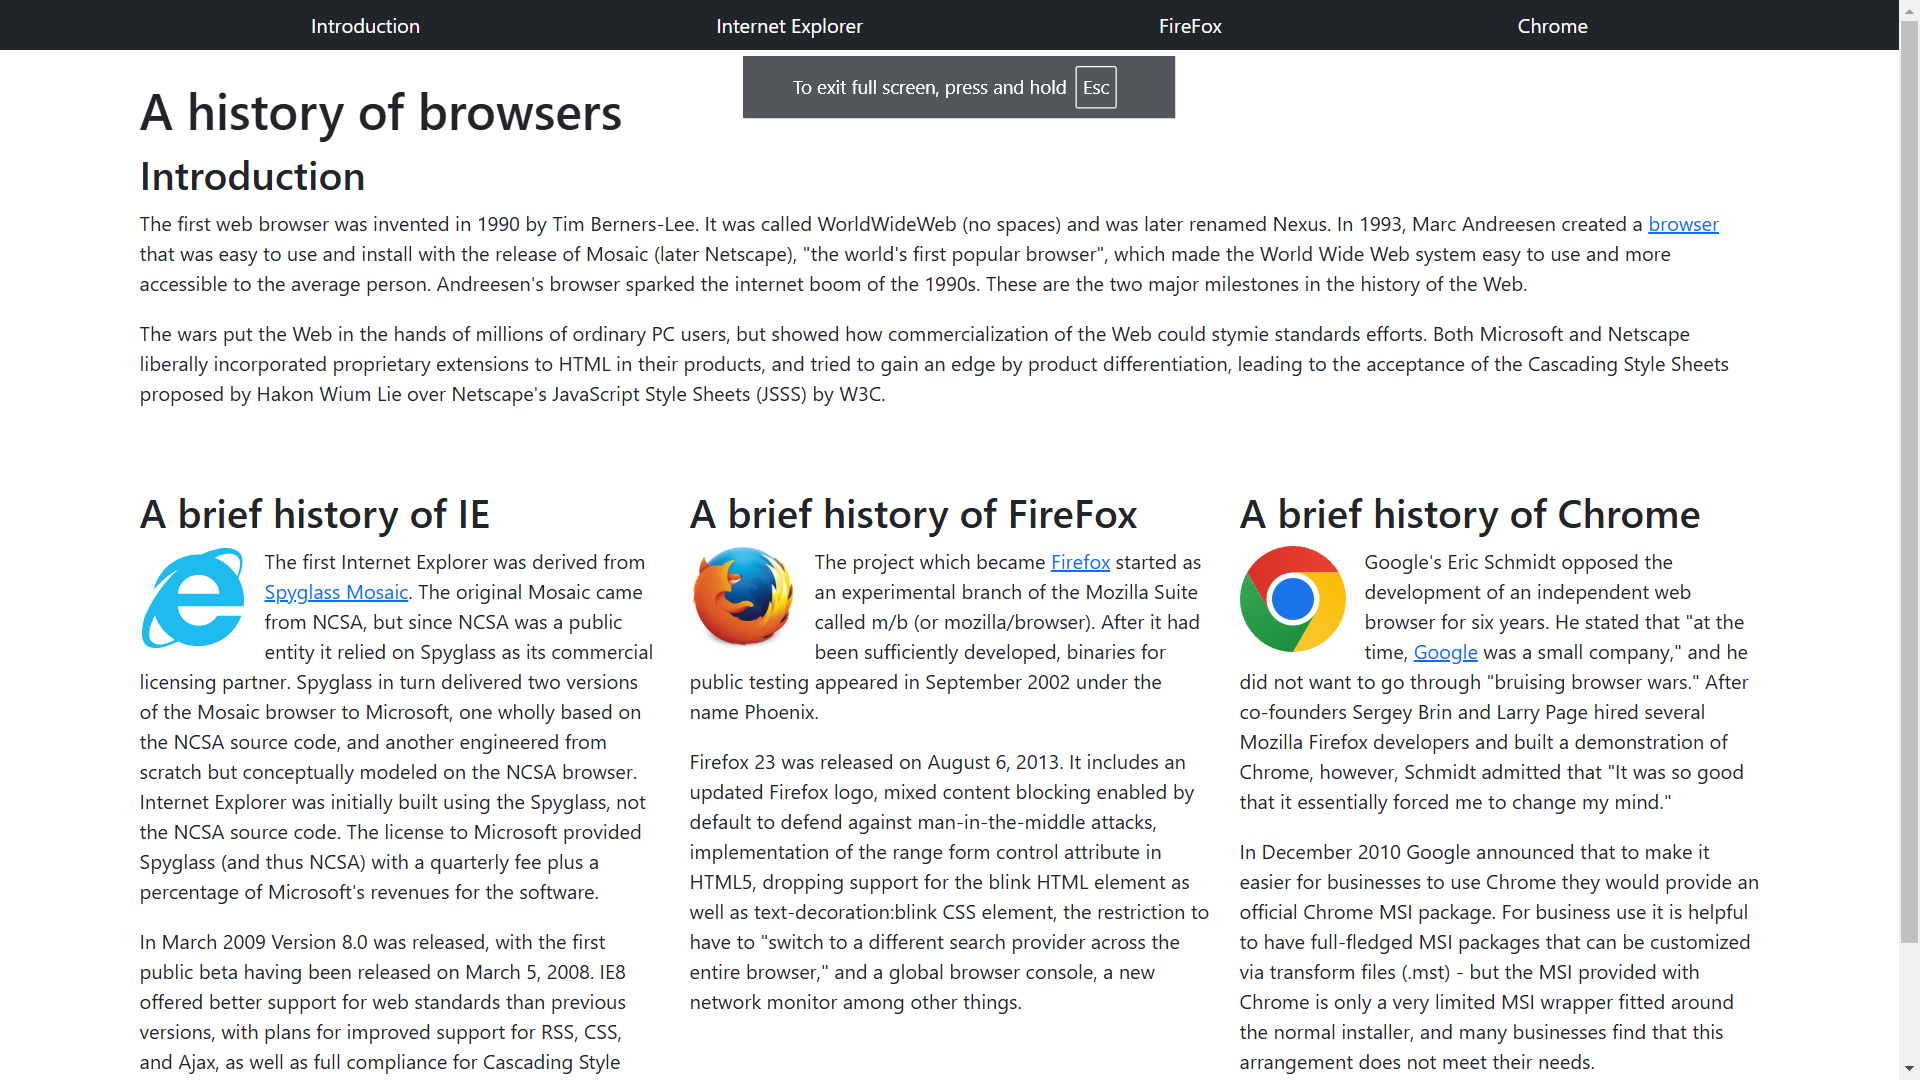 Introduction
Internet Explorer
FireFox
Chrome
To exit full screen, press and hold Esc
A history of browsers
Introduction
The first web browser was invented in 1990 by Tim Berners-Lee. It was called WorldWideWeb (no spaces) and was later renamed Nexus. In 1993, Marc Andreesen created a browser
that was easy to use and install with the release of Mosaic (later Netscape), "the world's first popular browser", which made the World Wide Web system easy to use and more
accessible to the average person. Andreesen's browser sparked the internet boom of the 1990s. These are the two major milestones in the history of the Web.
The wars put the Web in the hands of millions of ordinary PC users, but showed how commercialization of the Web could stymie standards efforts. Both Microsoft and Netscape
liberally incorporated proprietary extensions to HTML in their products, and tried to gain an edge by product differentiation, leading to the acceptance of the Cascading Style Sheets
proposed by Hakon Wium Lie over Netscape's JavaScript Style Sheets (JSSS) by W3C.
A brief history of IE
The first Internet Explorer was derived from
Spyglass Mosaic. The original Mosaic came
from NCSA, but since NCSA was a public
entity it relied on Spyglass as its commercial
licensing partner. Spyglass in turn delivered two versions
of the Mosaic browser to Microsoft, one wholly based on
the NCSA source code, and another engineered from
scratch but conceptually modeled on the NCSA browser.
Internet Explorer was initially built using the Spyglass, not
the NCSA source code. The license to Microsoft provided
Spyglass (and thus NCSA) with a quarterly fee plus a
percentage of Microsoft's revenues for the software.
In March 2009 Version 8.0 was released, with the first
public beta having been released on March 5, 2008. IE8
offered better support for web standards than previous
versions, with plans for improved support for RSS, CSS,
and Ajax, as well as full compliance for Cascading Style
A brief history of FireFox
The project which became Firefox started as
an experimental branch of the Mozilla Suite
called m/b (or mozilla/browser). After it had
been sufficiently developed, binaries for
public testing appeared in September 2002 under the
name Phoenix.
Firefox 23 was released on August 6, 2013. It includes an
updated Firefox logo, mixed content blocking enabled by
default to defend against man-in-the-middle attacks,
implementation of the range form control attribute in
HTML5, dropping support for the blink HTML element as
well as text-decoration:blink CSS element, the restriction to
have to "switch to a different search provider across the
entire browser," and a global browser console, a new
network monitor among other things.
A brief history of Chrome
Google's Eric Schmidt opposed the
development of an independent web
browser for six years. He stated that "at the
time, Google was a small company," and he
did not want to go through "bruising browser wars." After
co-founders Sergey Brin and Larry Page hired several
Mozilla Firefox developers and built a demonstration of
Chrome, however, Schmidt admitted that "It was so good
that it essentially forced me to change my mind."
In December 2010 Google announced that to make it
easier for businesses to use Chrome they would provide an
official Chrome MSI package. For business use it is helpful
to have full-fledged MSI packages that can be customized
via transform files (.mst) - but the MSI provided with
Chrome is only a very limited MSI wrapper fitted around
the normal installer, and many businesses find that this
arrangement does not meet their needs.